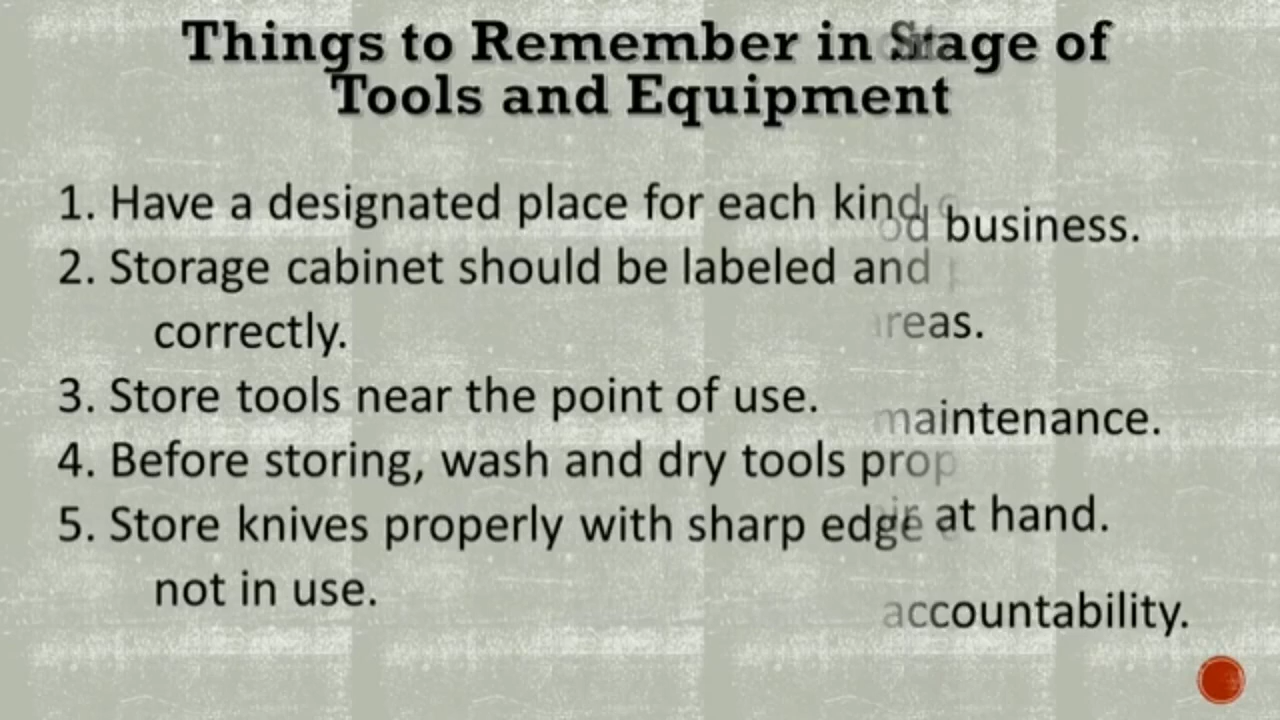 Things to Remember in Stage of
Tools and Equipment
1. Have a designated place for each kind
business.
2. Storage cabinet should be labeled and
correctly.
areas.
3. Store tools near the point of use.
maintenance.
4. Before storing, wash and dry tools prop
5. Store knives properly with sharp edge
at hand.
not in use.
accountability.